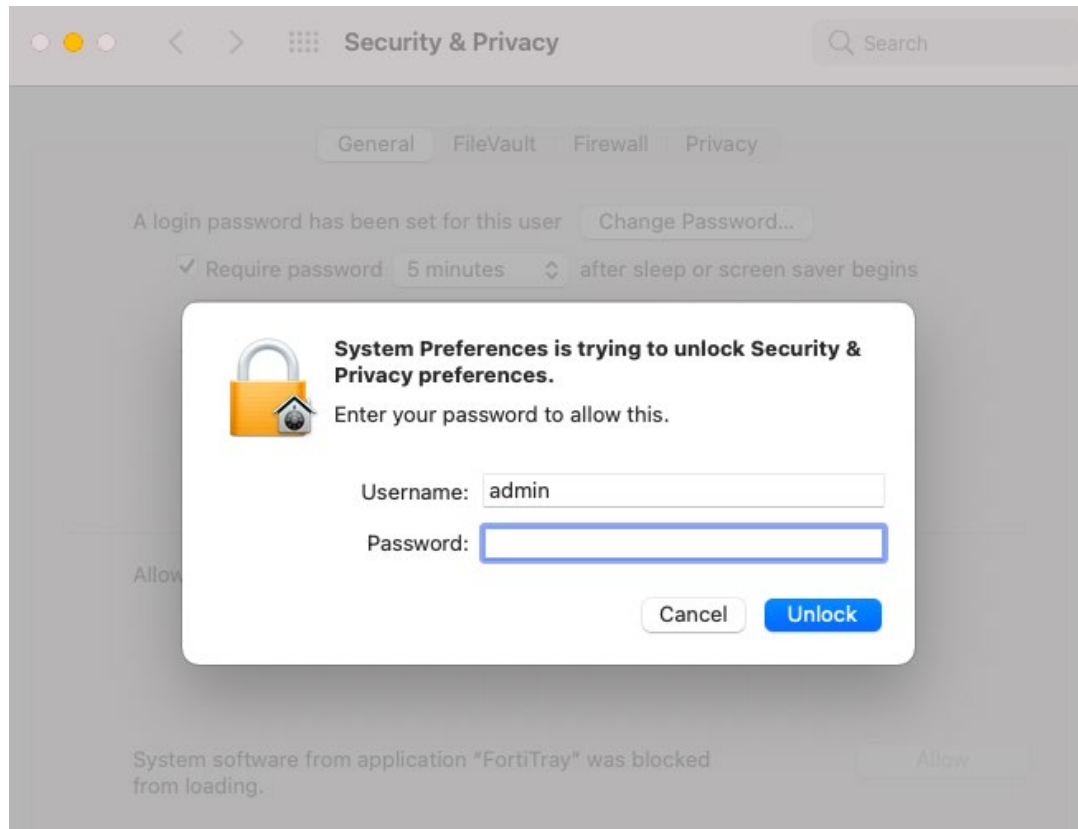 Security & Privacy
Search
General FileVault Firewall Privacy
A login password has been set for this user Change Password...
Require password 5 minutes after sleep or screen saver begins
System Preferences is trying to unlock Security &
Privacy preferences.
Enter your password to allow this.
Username: admin
Password:
Allow
Cancel Unlock
System software from application "FortiTray" was blocked
from loading.
Allow